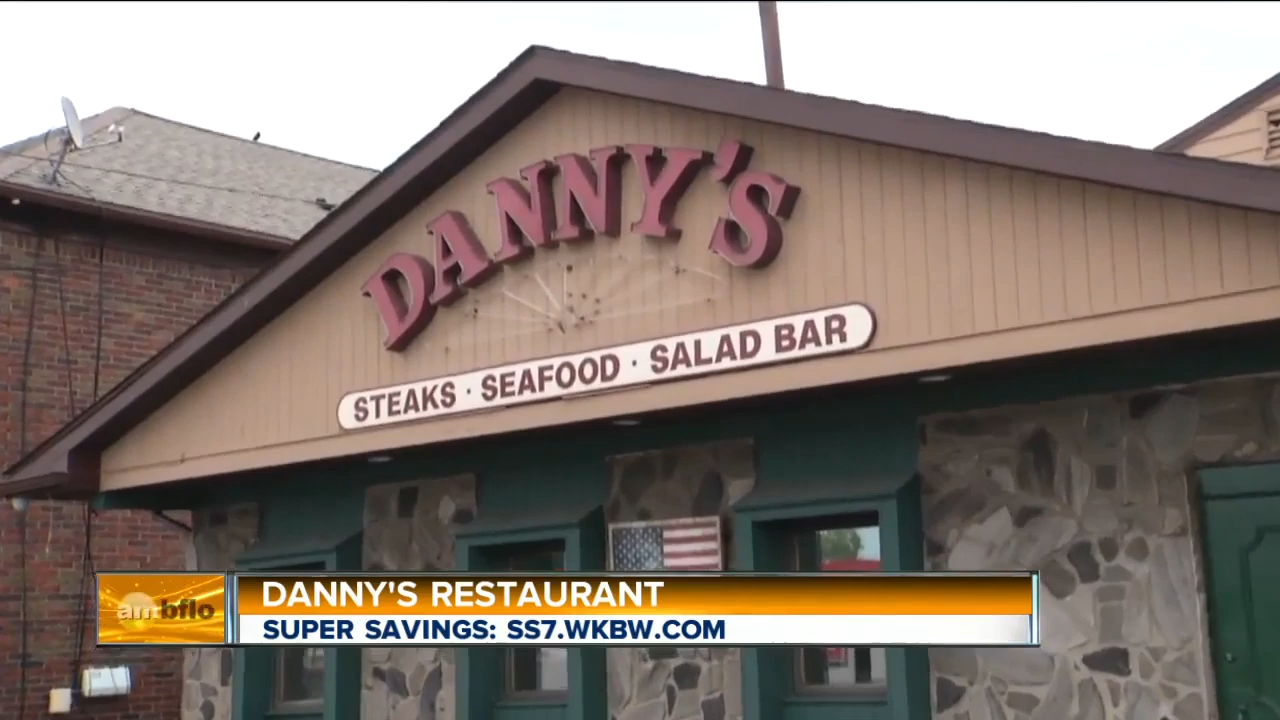 DANNY'S
STEAKS · SEAFOOD · SALAD BAR
am bflo
DANNY'S RESTAURANT
SUPER SAVINGS: SS7.WKBW.COM